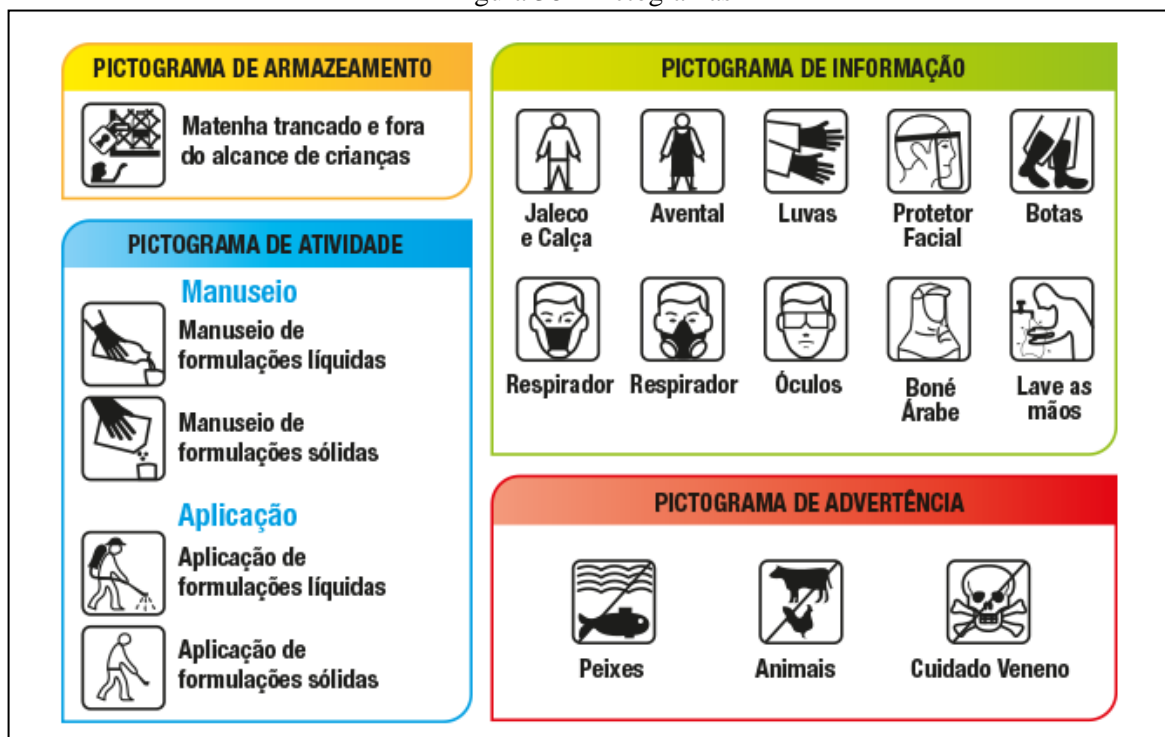 PICTOGRAMA DE ARMAZEAMENTO
Matenha trancado e fora
do alcance de crianças
PICTOGRAMA DE ATIVIDADE
Manuseio
Manuseio de
formulações líquidas
Manuseio de
formulações sólidas
Aplicação
Aplicação de
formulações líquidas
Aplicação de
formulações sólidas
PICTOGRAMA DE INFORMAÇÃO
Jaleco
e Calça
Avental
Luvas
Protetor
Facial
Botas
Respirador
Respirador
Óculos
Boné
Árabe
Lave as
mãos
PICTOGRAMA DE ADVERTÊNCIA
Peixes
Animais
Cuidado Veneno